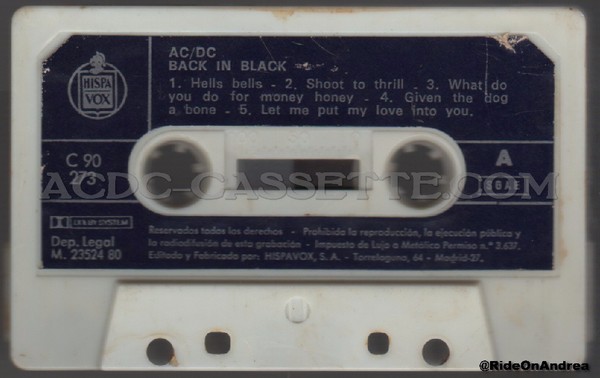 AC/DC
BACK IN BLACK
1. Hells bells - 2. Shoot to thrill - 3. What do
you do for money honey - 4. Given the dog
a bone - 5. Let me put my love into you.
HISPA
VOX
C 90
273
A
SGAE
ACDC-CASSETTE.COM
DOLBY SYSTEM
Dep. Legal
M. 23524 80
Reservados todos los derechos - Prohibida la reproducción, la ejecución pública y
la radiodifusión de esta grabación - Impuesto de Lujo a Metálico Permiso n.º 3.637.
Editado y Fabricado por: HISPAVOX, S.A. - Torrelaguna, 64 - Madrid-27.
@RideOnAndrea